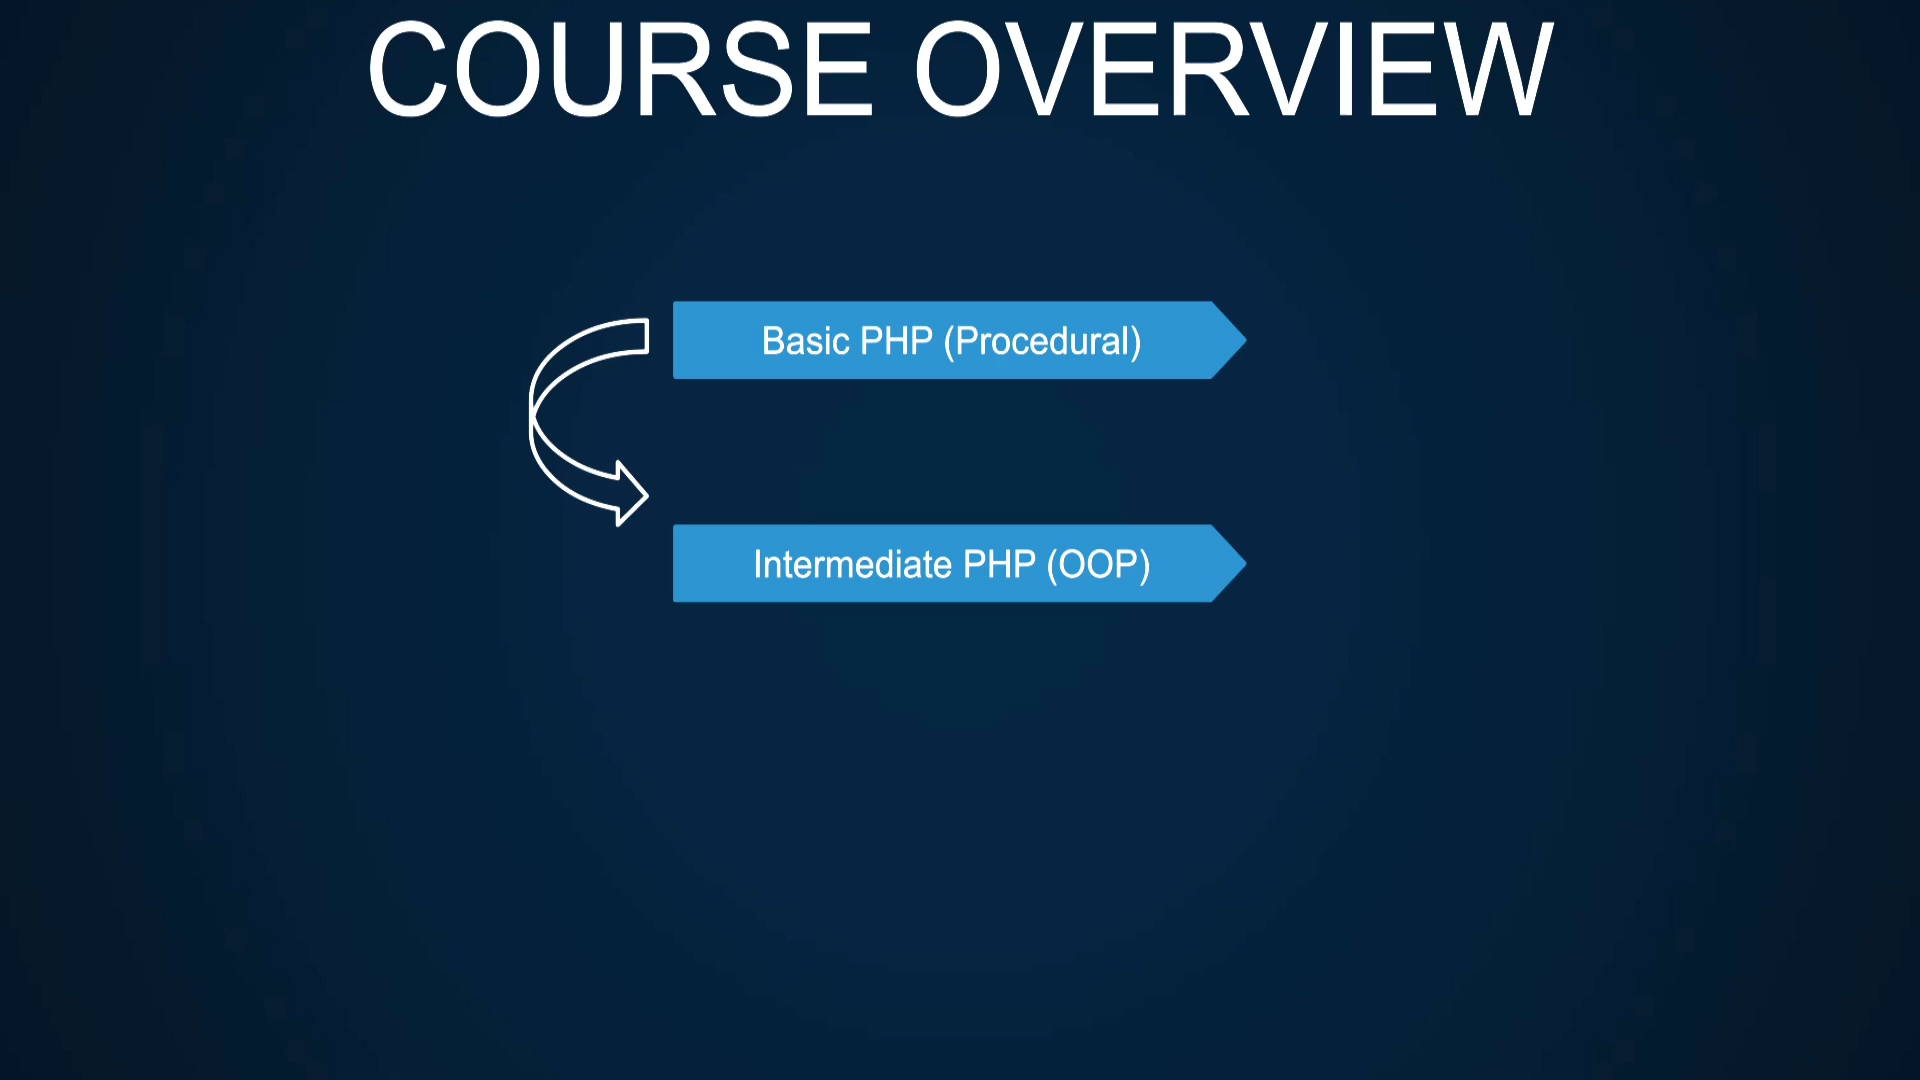 COURSE OVERVIEW
Basic PHP (Procedural)
Intermediate PHP (OOP)